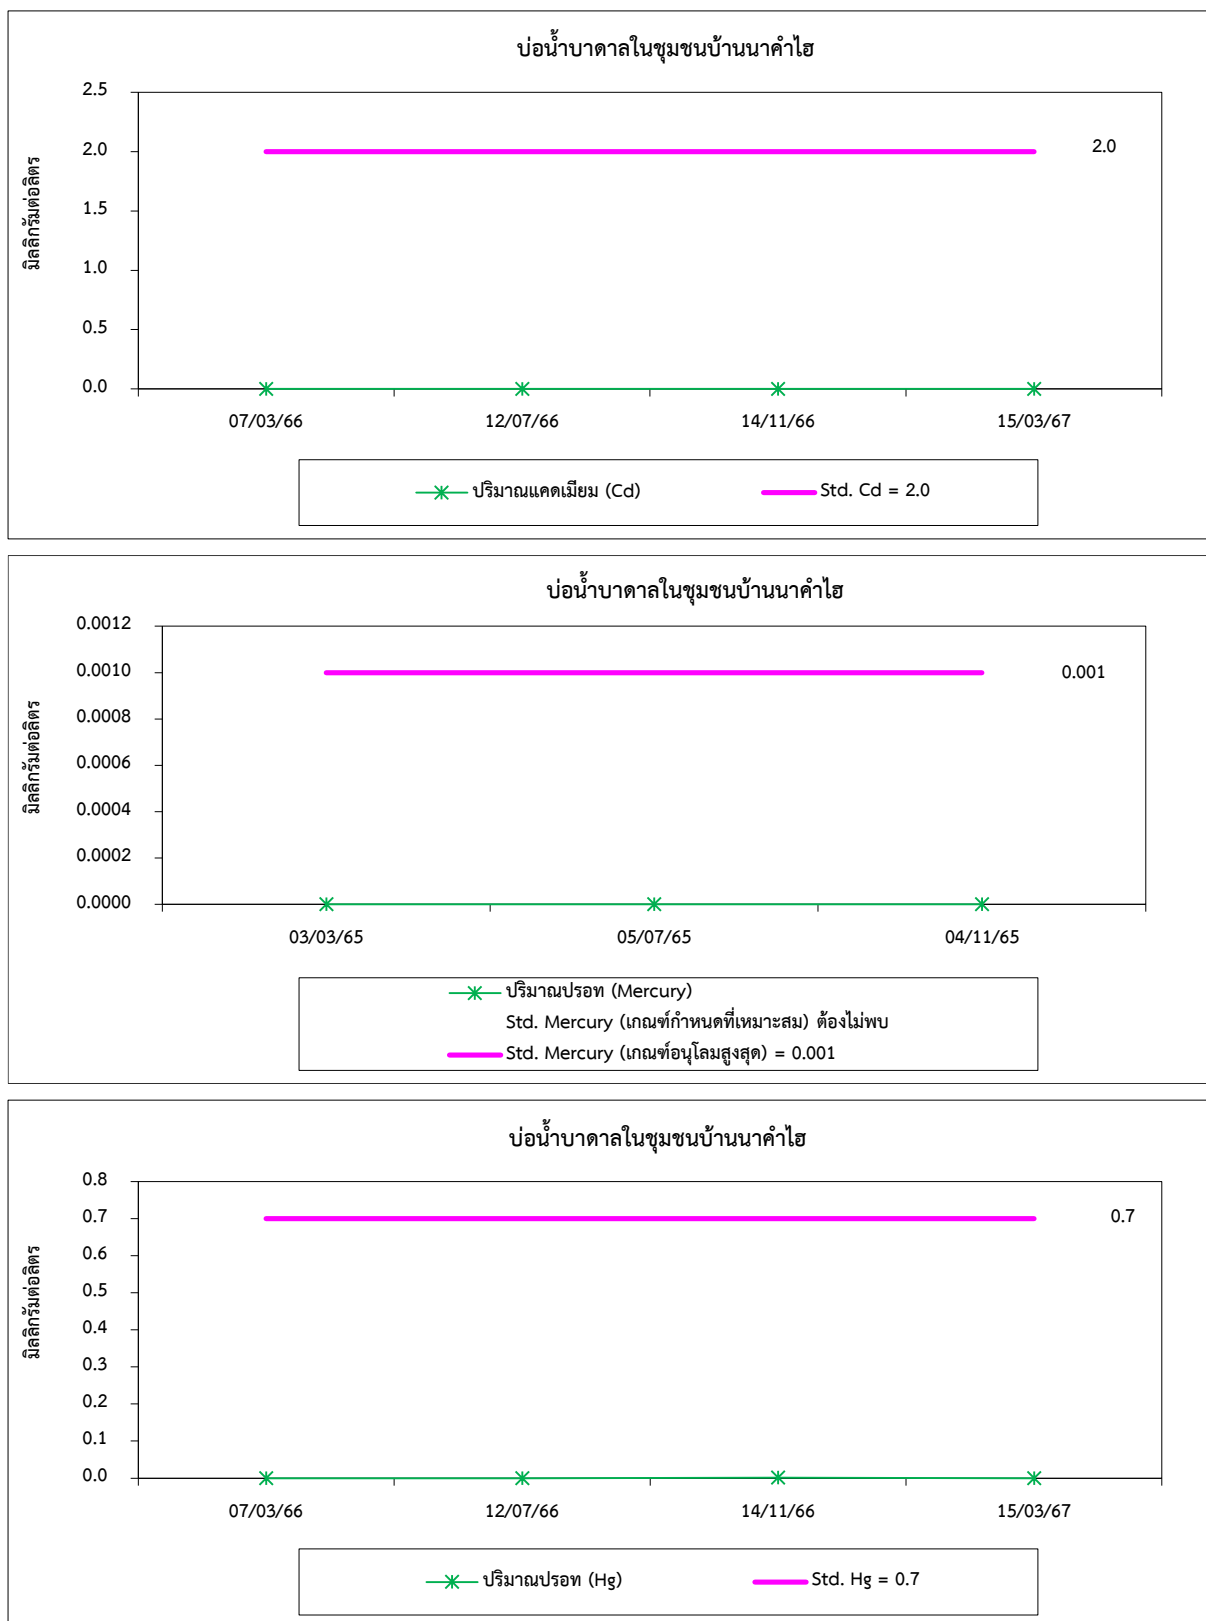 บ่อน้ำบาดาลในชุมชนบ้านนาคำไฮ
มิลลิกรัมต่อลิตร
2.5
2.0
1.5
1.0
0.5
0.0
2.0
07/03/66 12/07/66 14/11/66 15/03/67
ปริมาณแคดเมียม (Cd) Std. Cd = 2.0
บ่อน้ำบาดาลในชุมชนบ้านนาคำไฮ
มิลลิกรัมต่อลิตร
0.0012
0.0010
0.0008
0.0006
0.0004
0.0002
0.0000
0.001
03/03/65 05/07/65 04/11/65
ปริมาณปรอท (Mercury)
Std. Mercury (เกณฑ์กำหนดที่เหมาะสม) ต้องไม่พบ
Std. Mercury (เกณฑ์อนุโลมสูงสุด) = 0.001
บ่อน้ำบาดาลในชุมชนบ้านนาคำไฮ
มิลลิกรัมต่อลิตร
0.8
0.7
0.6
0.5
0.4
0.3
0.2
0.1
0.0
0.7
07/03/66 12/07/66 14/11/66 15/03/67
ปริมาณปรอท (Hg) Std. Hg = 0.7